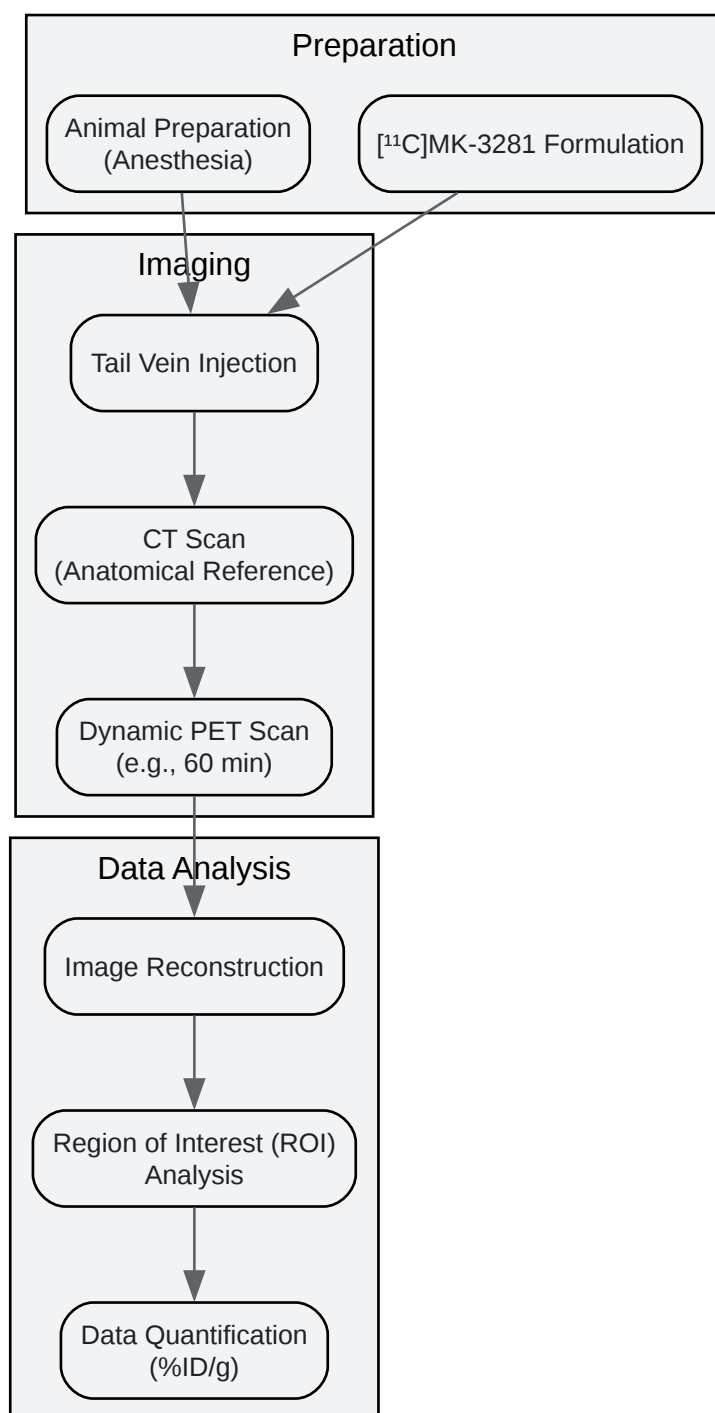 Preparation
Animal Preparation
(Anesthesia)
[¹¹C]MK-3281 Formulation
Imaging
Tail Vein Injection
CT Scan
(Anatomical Reference)
Dynamic PET Scan
(e.g., 60 min)
Data Analysis
Image Reconstruction
Region of Interest (ROI)
Analysis
Data Quantification
(%ID/g)